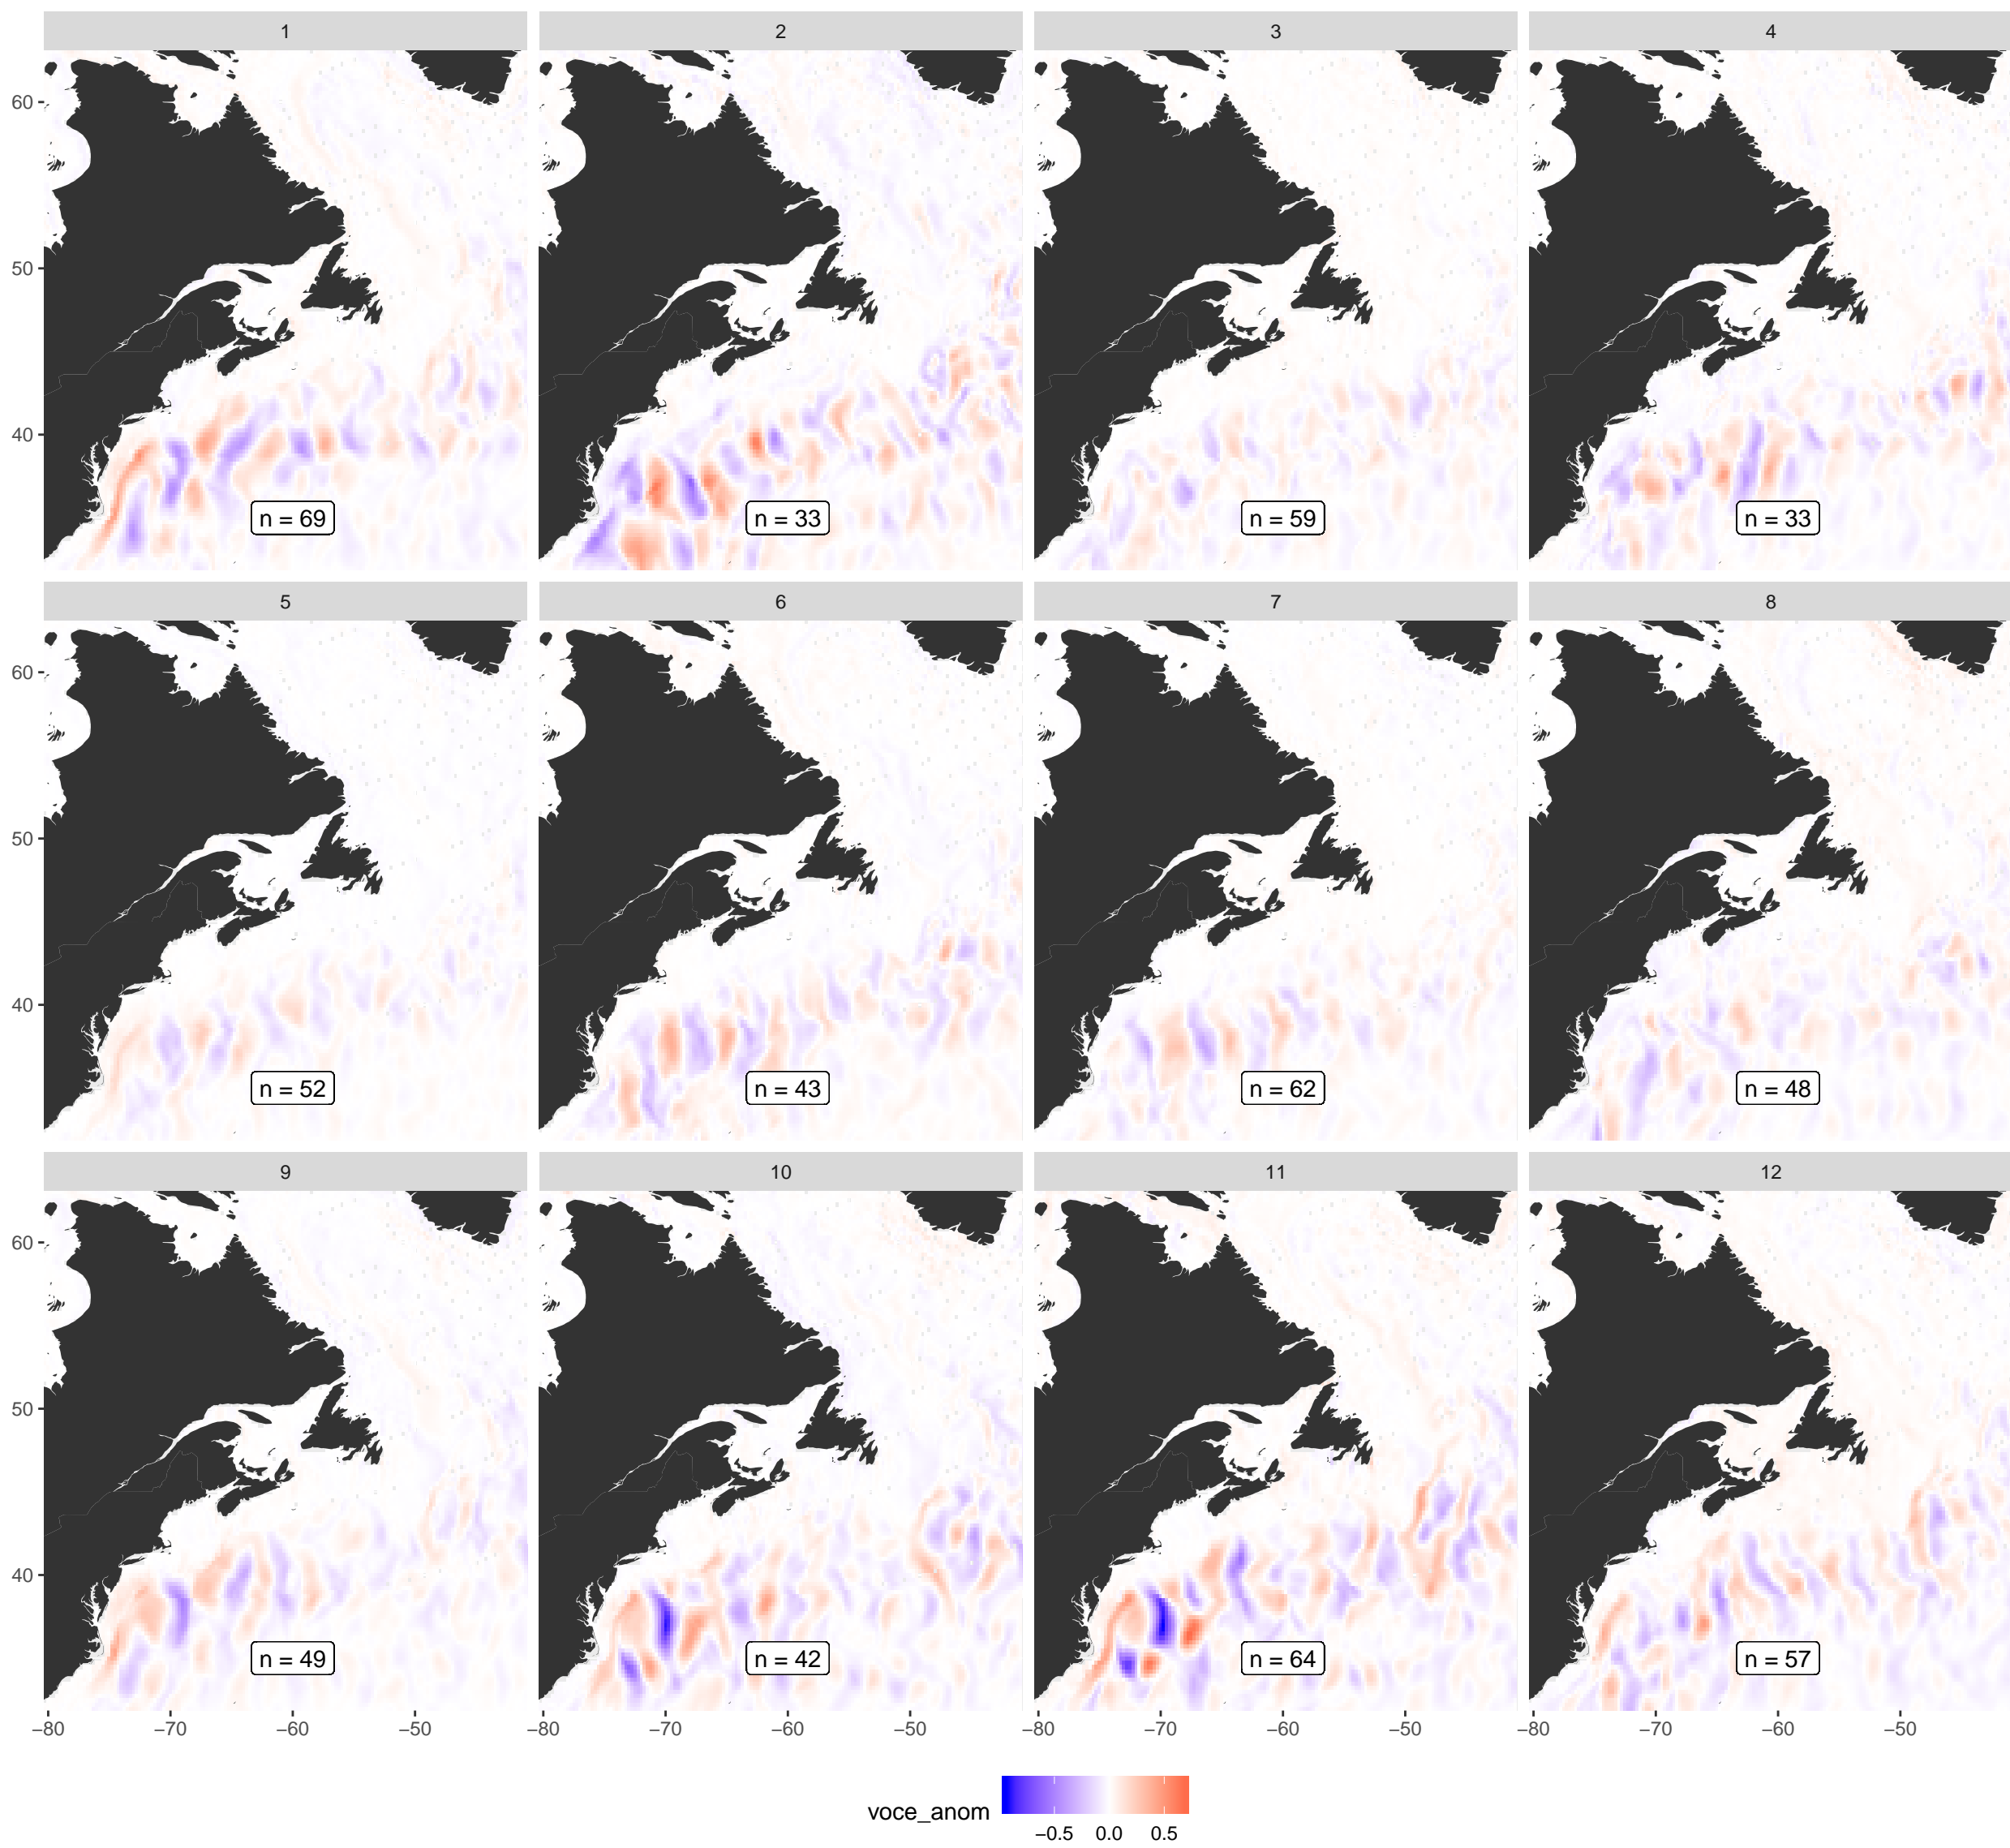 1 2 3 4
60
50
40
n = 69 n = 33 n = 59 n = 33
5 6 7 8
60
50
40
n = 52 n = 43 n = 62 n = 48
9 10 11 12
60
50
40
n = 49 n = 42 n = 64 n = 57
−80 −70 −60 −50 −80 −70 −60 −50 −80 −70 −60 −50 −80 −70 −60 −50
voce_anom
−0.5 0.0 0.5